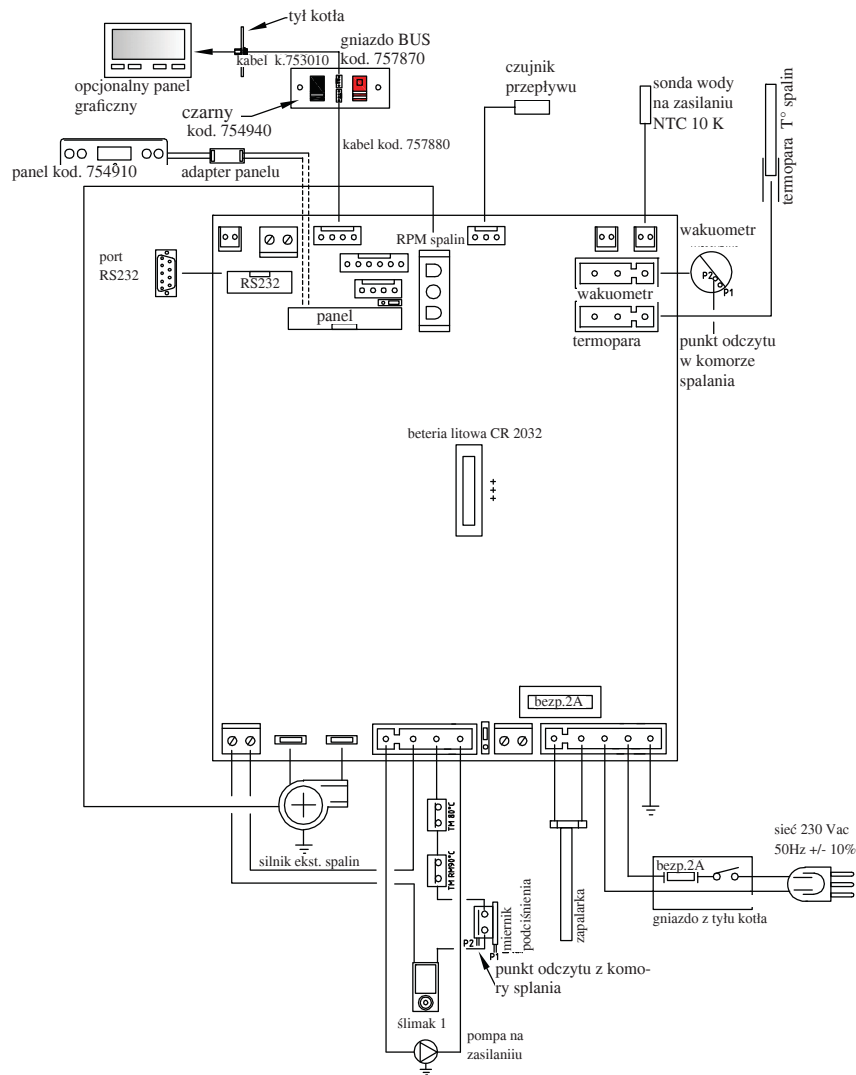 tył kotła
gniazdo BUS
kod. 757870
kabel k.753010
opcjonalny panel
graficzny
czarny
kod. 754940
czujnik
przepływu
sonda wody
na zasilaniu
NTC 10 K
termopara T° spalin
kabel kod. 757880
panel kod. 754910
adapter panelu
port
RS232
RS232
RPM spalin
panel
wakuometr
wakuometr
P2
P1
termopara
punkt odczytu
w komorze
spalania
beteria litowa CR 2032
+++
bezp.2A
silnik ekst. spalin
TM 80°C
TM RM90°C
miernik
podciśnienia
P2
P1
punkt odczytu z komo-
ry splania
zapalarka
sieć 230 Vac
50Hz +/- 10%
bezp.2A
gniazdo z tyłu kotła
ślimak 1
pompa na
zasilaniiu